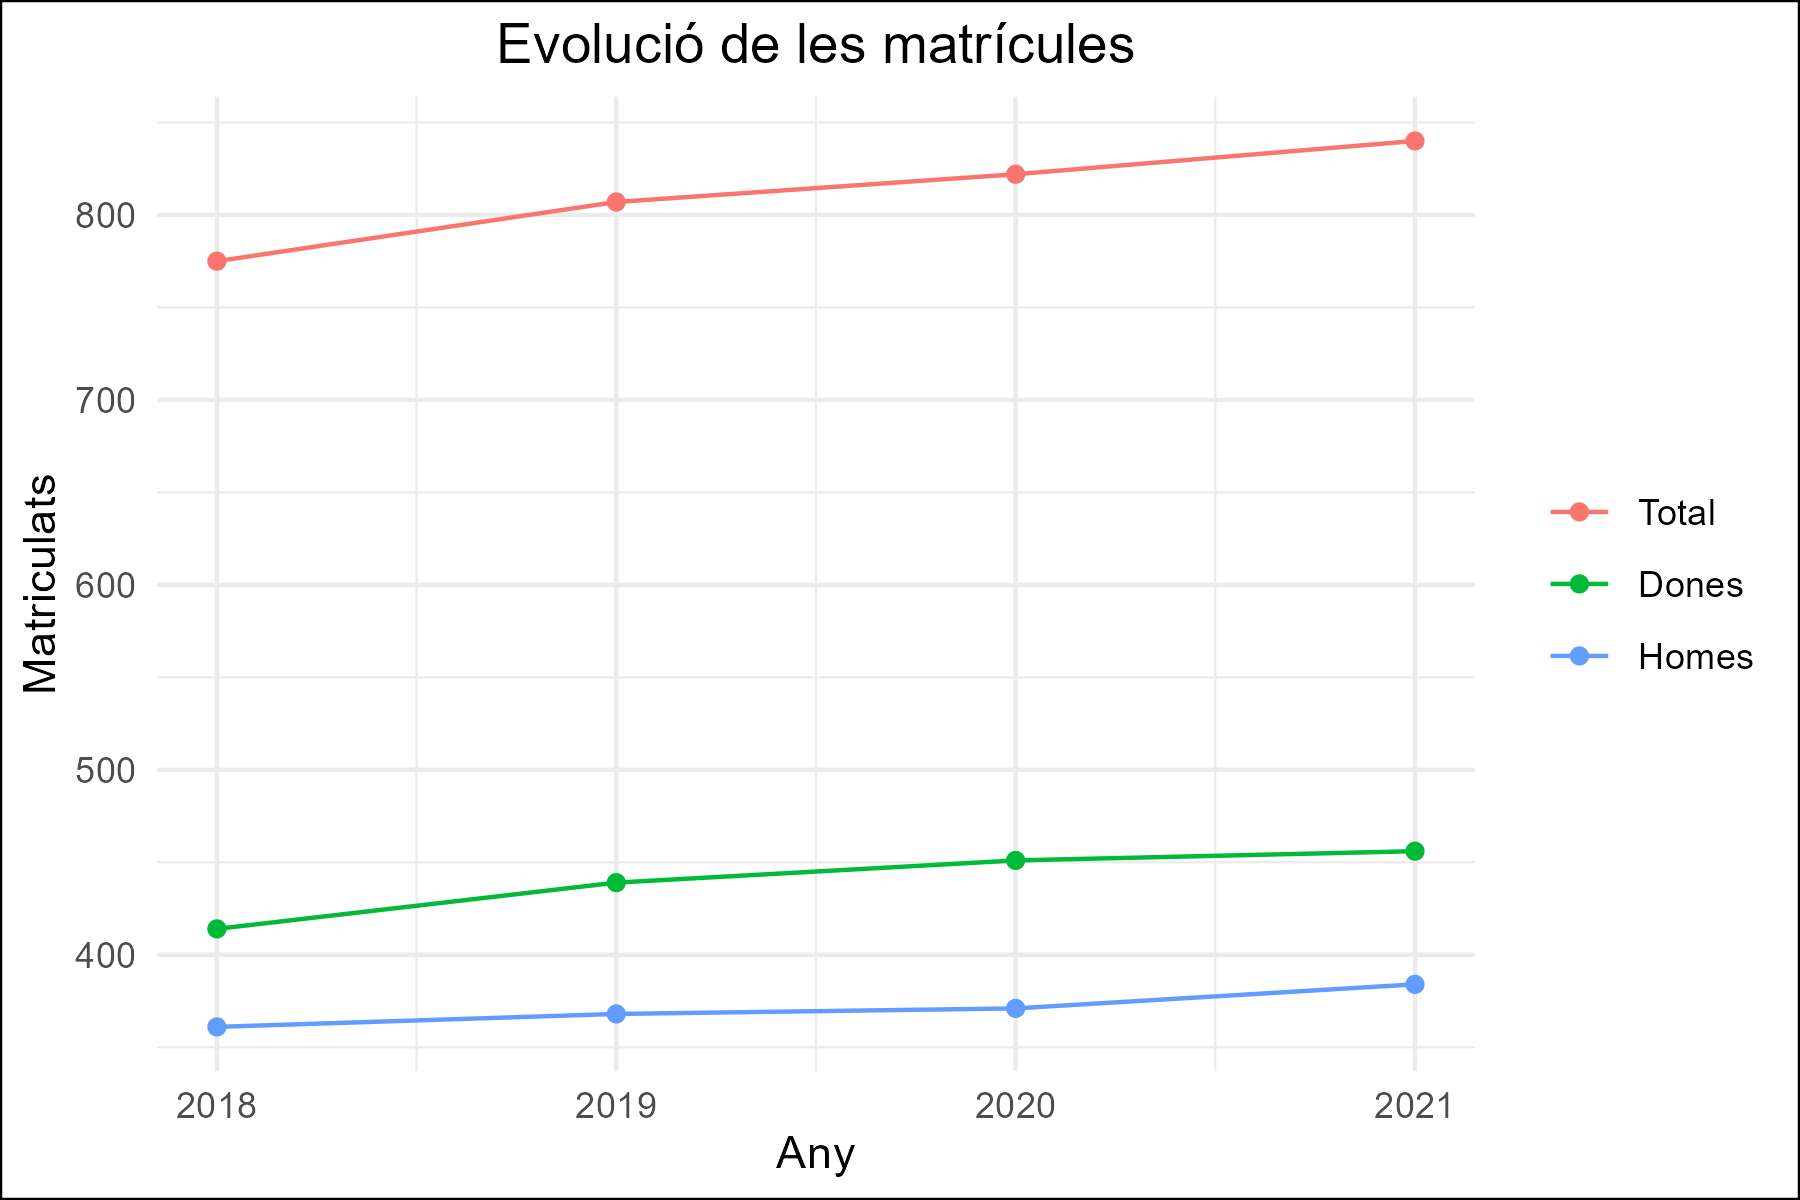 Evolució de les matrícules
Matriculats
800
700
600
500
400
2018 2019 2020 2021
Any
Total
Dones
Homes